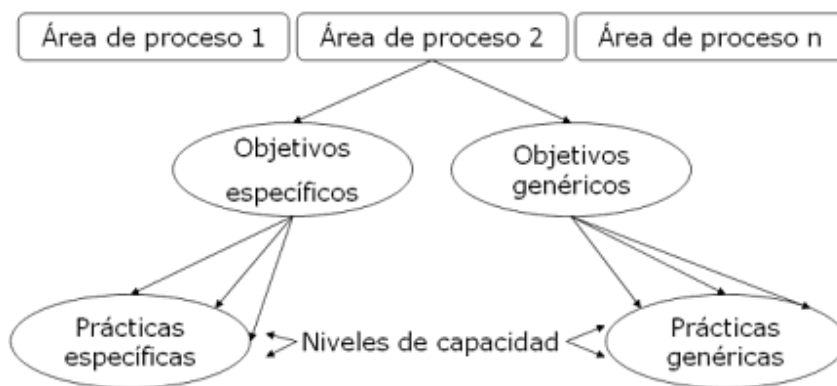 Área de proceso 1
Área de proceso 2
Área de proceso n
Objetivos
específicos
Objetivos
genéricos
Prácticas
específicas
Niveles de capacidad
Prácticas
genéricas